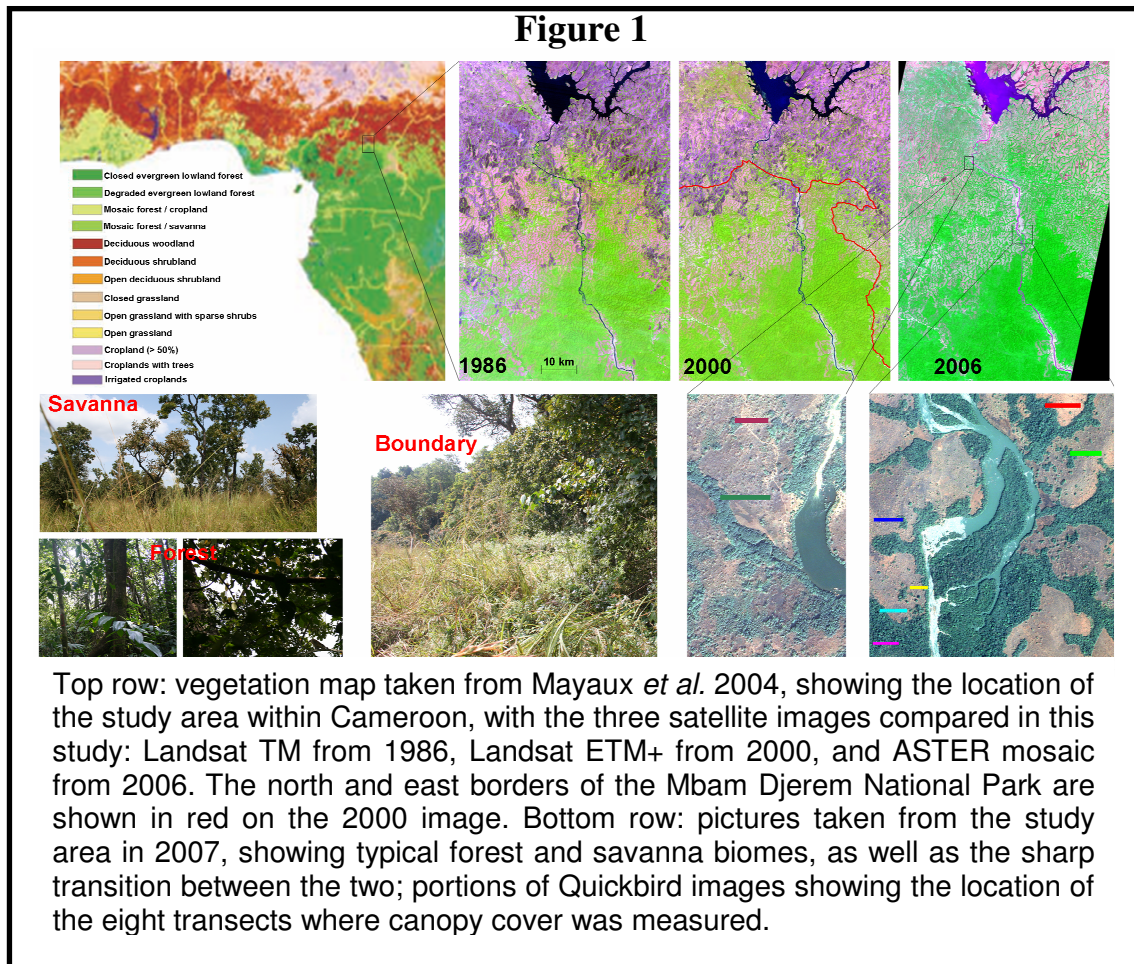 Figure 1
Closed evergreen lowland forest
Degraded evergreen lowland forest
Mosaic forest / cropland
Mosaic forest / savanna
Deciduous woodland
Deciduous shrubland
Open deciduous shrubland
Closed grassland
Open grassland with sparse shrubs
Open grassland
Cropland (> 50%)
Croplands with trees
Irrigated croplands
1986
10 km
2000
2006
Savanna
Boundary
Forest
Top row: vegetation map taken from Mayaux et al. 2004, showing the location of
the study area within Cameroon, with the three satellite images compared in this
study: Landsat TM from 1986, Landsat ETM+ from 2000, and ASTER mosaic
from 2006. The north and east borders of the Mbam Djerem National Park are
shown in red on the 2000 image. Bottom row: pictures taken from the study
area in 2007, showing typical forest and savanna biomes, as well as the sharp
transition between the two; portions of Quickbird images showing the location of
the eight transects where canopy cover was measured.